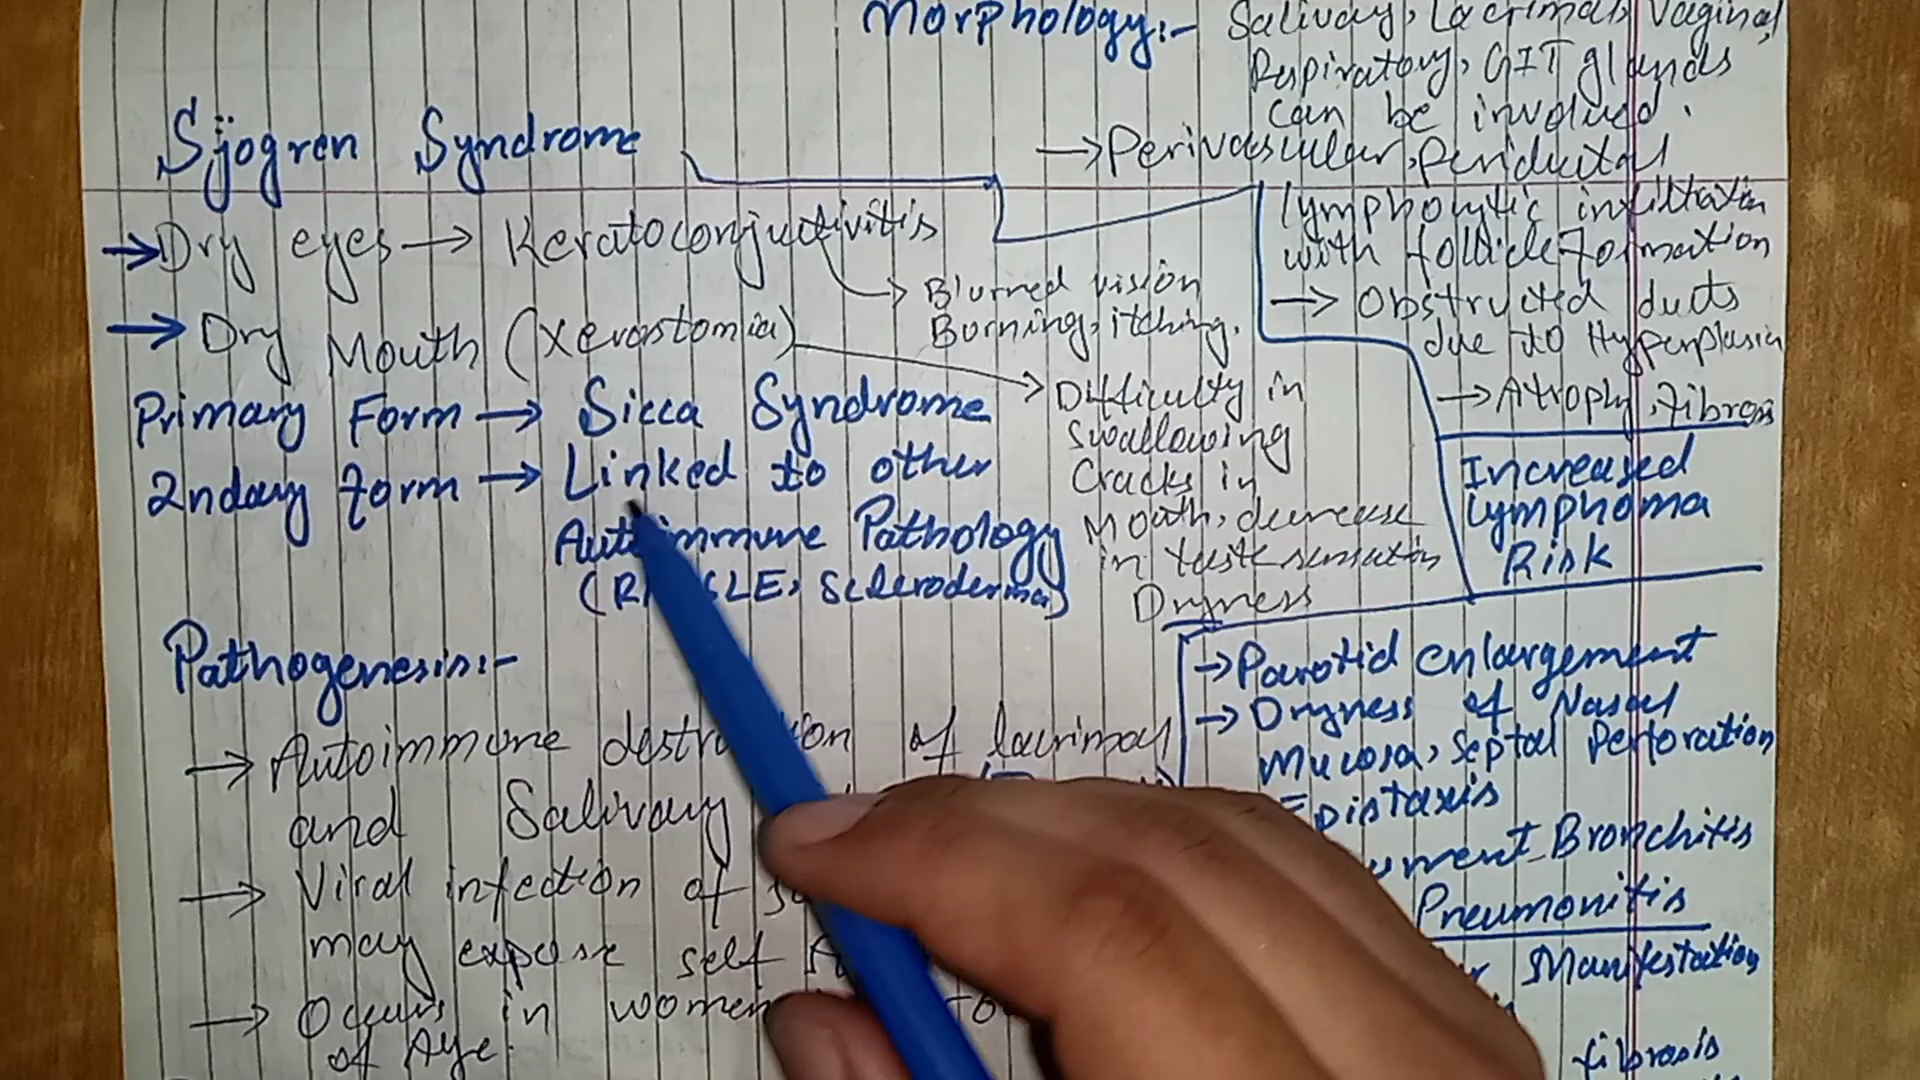 Sjogren Syndrome
→ Dry eyes → Keratoconjuctivitis
→ Blurred vision
Burning, itching.
→ Dry Mouth (Xerostomia)
→ Difficulty in
swallowing
Cracks in
Mouth, decrease
in taste sensation
Dryness
Primary Form → Sicca Syndrome
2ndary form → Linked to other
Autoimmune Pathology
SLE, Scleroderma)
Pathogenesis:-
→ Autoimmune of lacrimal
and Salivary
→ Viral infection of
may expose self
→ Occurs in women
of Age.
Morphology:- Salivary, Lacrimal, Vaginal,
Respiratory, GIT glands
can be involved.
→ Perivascular, periductal
lymphocytic infiltration
with follicle formation
→ Obstructed ducts
due to Hyperplasia
→ Atrophy, fibrosis
Increased
Lymphoma
Risk
→ Parotid enlargement
→ Dryness of Nasal
Mucosa, Septal Perforation
Epistaxis
Bronchitis
Pneumonitis
Manifestation
fibrosis